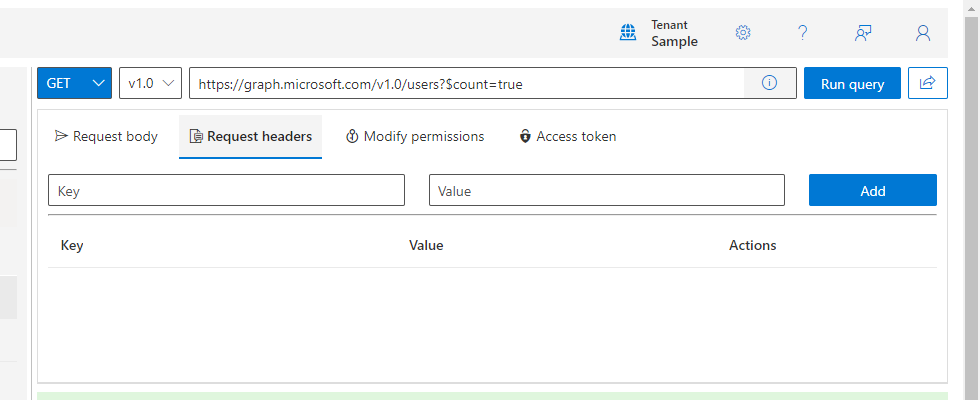 Tenant
Sample
GET
v1.0
https://graph.microsoft.com/v1.0/users?$count=true
Run query
Request body
Request headers
Modify permissions
Access token
Key
Value
Add
Key
Value
Actions